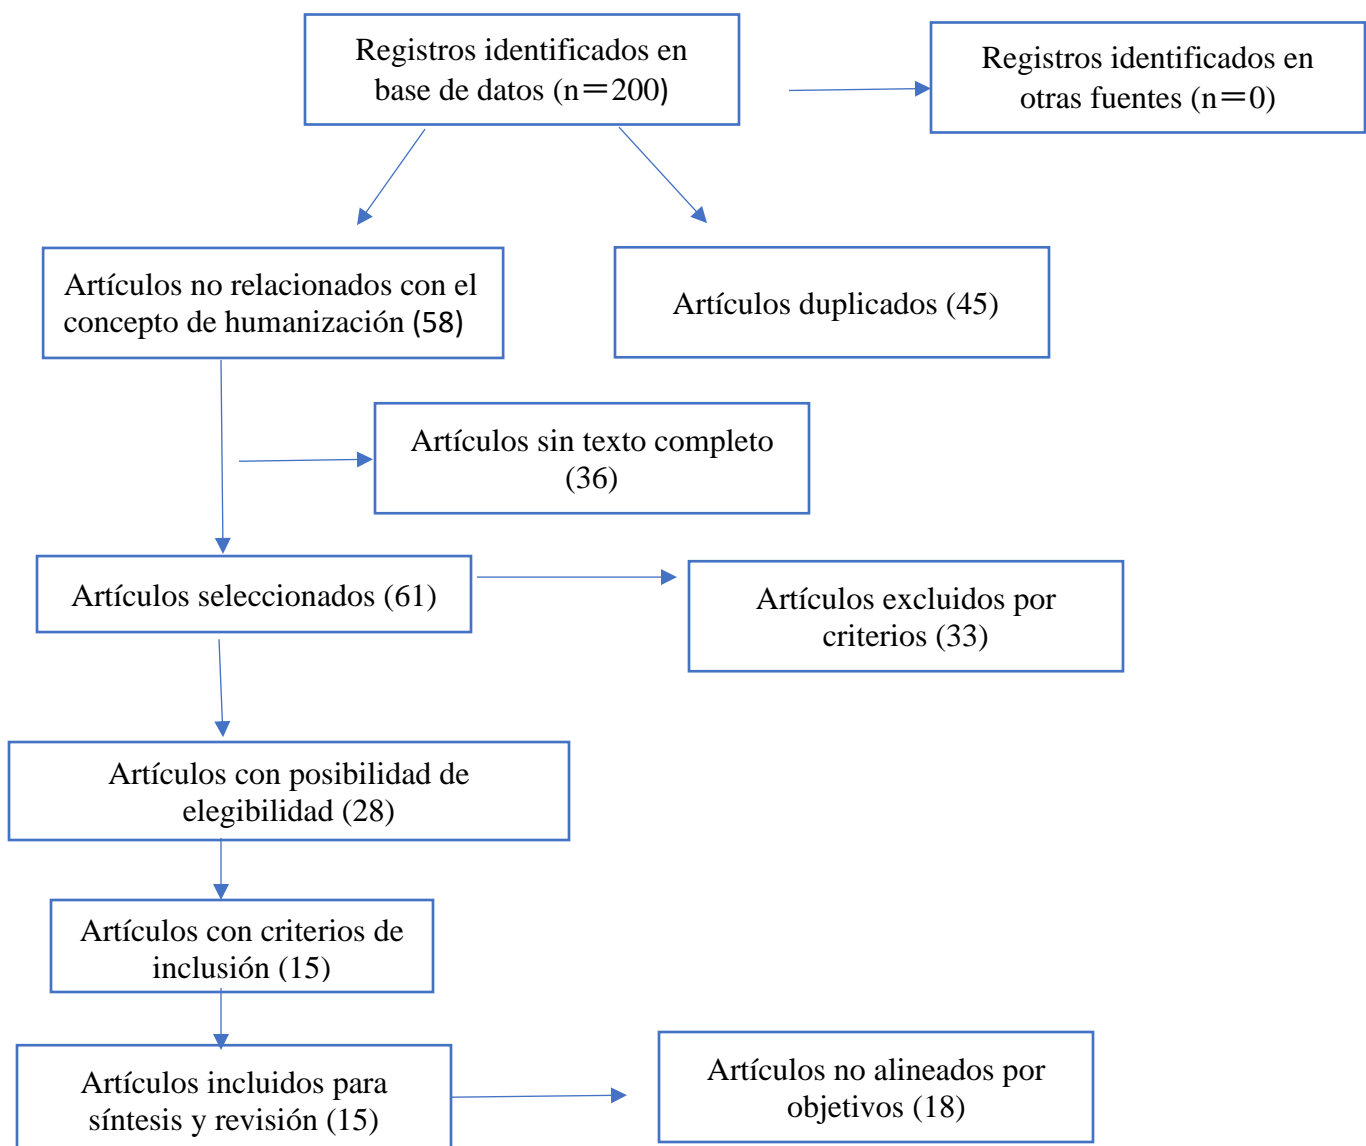 Registros identificados en
base de datos (n=200)
Registros identificados en
otras fuentes (n=0)
Artículos no relacionados con el
concepto de humanización (58)
Artículos duplicados (45)
Artículos sin texto completo
(36)
Artículos seleccionados (61)
Artículos excluidos por
criterios (33)
Artículos con posibilidad de
elegibilidad (28)
Artículos con criterios de
inclusión (15)
Artículos incluidos para
síntesis y revisión (15)
Artículos no alineados por
objetivos (18)